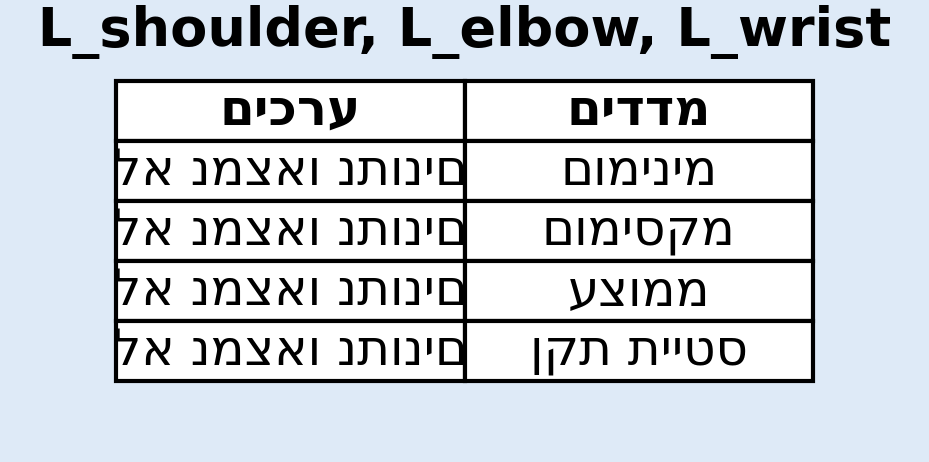 L_shoulder, L_elbow, L_wrist
מדדים ערכים
מינימום לא נמצאו נתונים
מקסימום לא נמצאו נתונים
ממוצע לא נמצאו נתונים
סטיית תקן לא נמצאו נתונים